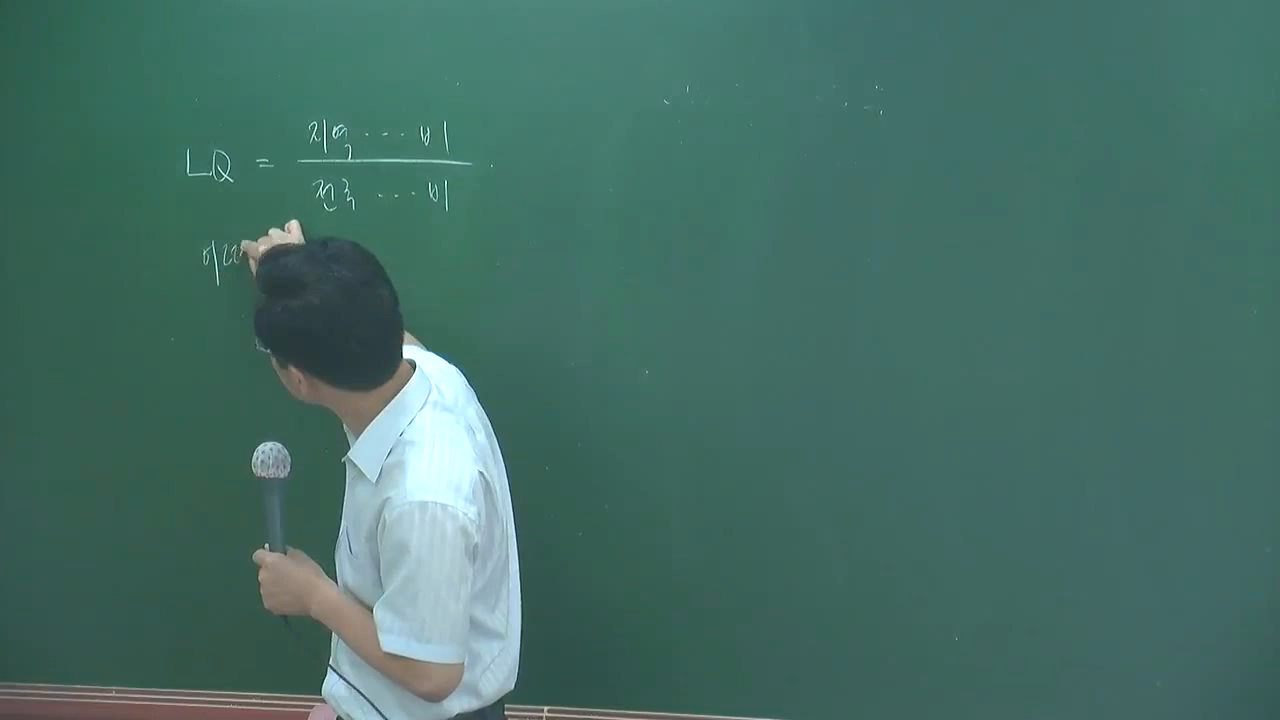 LQ = 지역 ... 비
전국 ... 비